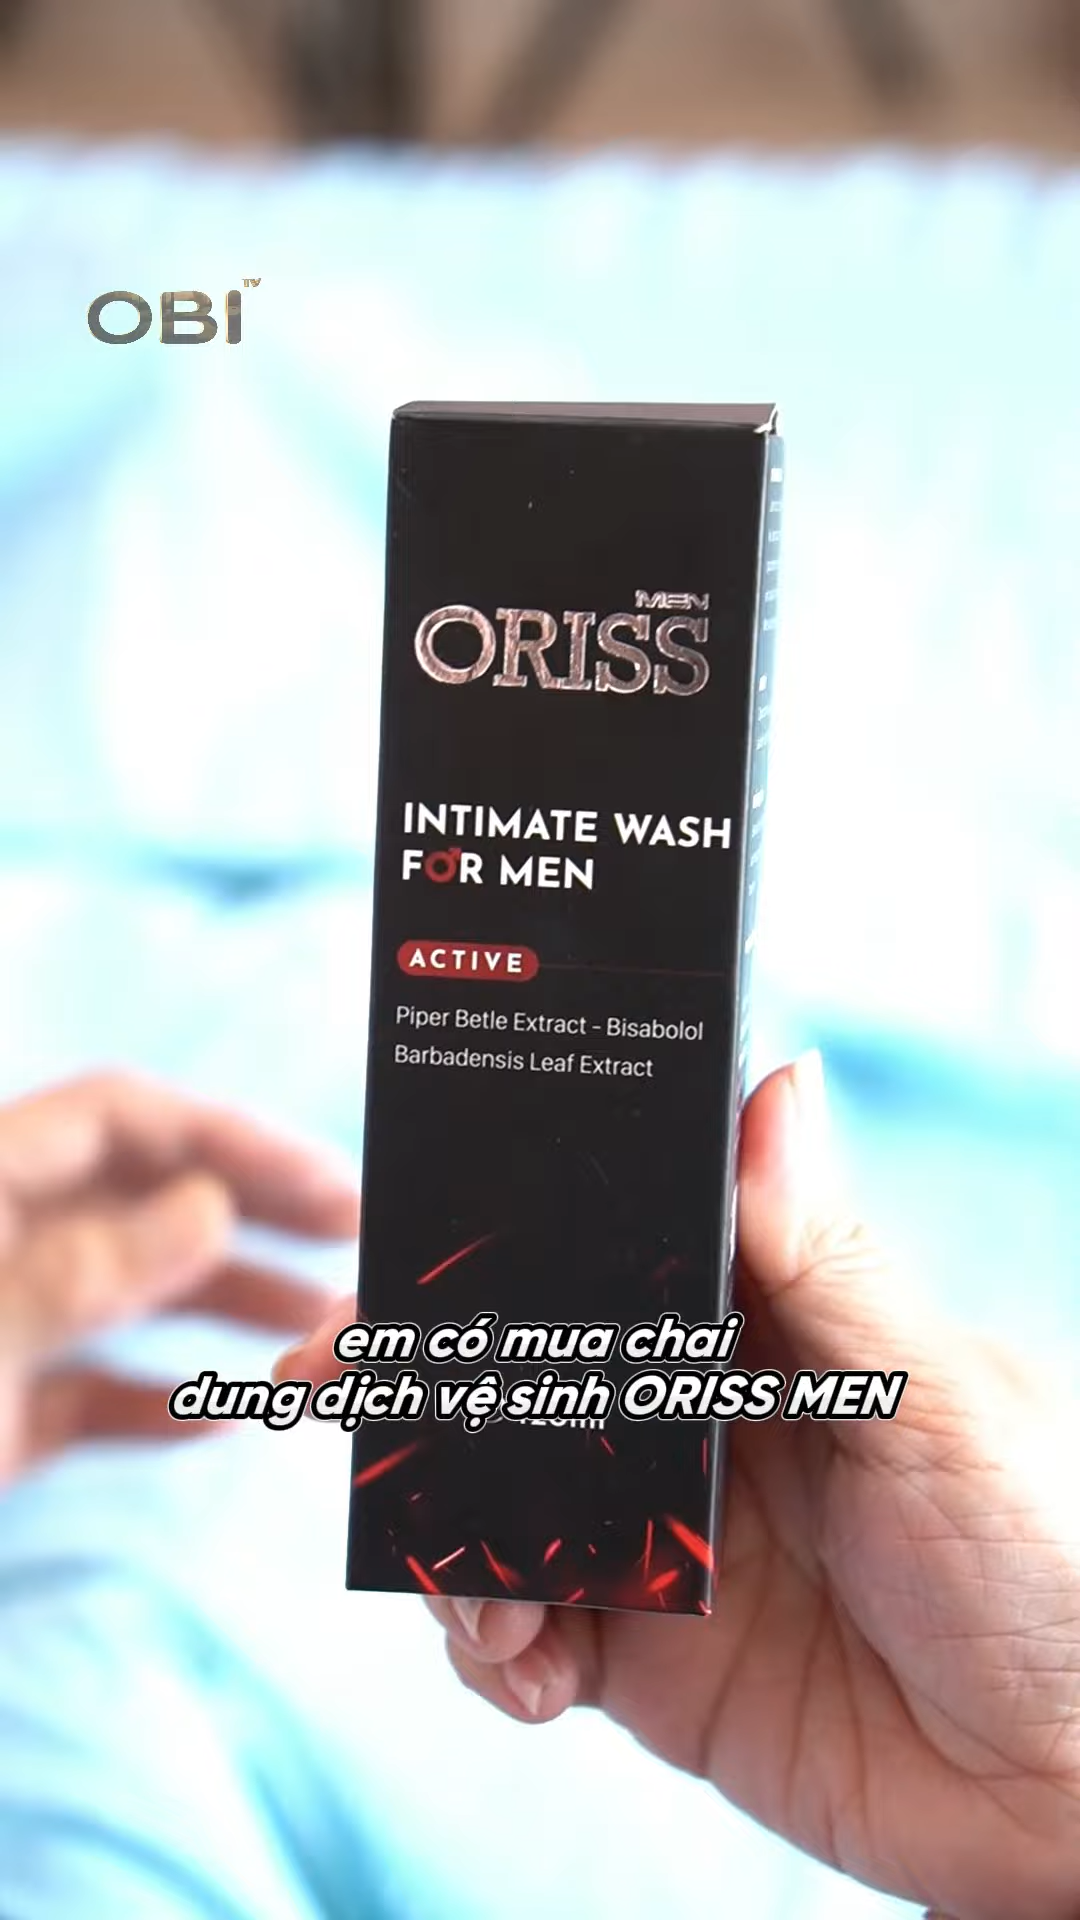 OBI TV
MEN
ORISS
INTIMATE WASH
FOR MEN
ACTIVE
Piper Betle Extract - Bisabolol
Barbadensis Leaf Extract
em có mua chai
dung dịch vệ sinh ORISS MEN